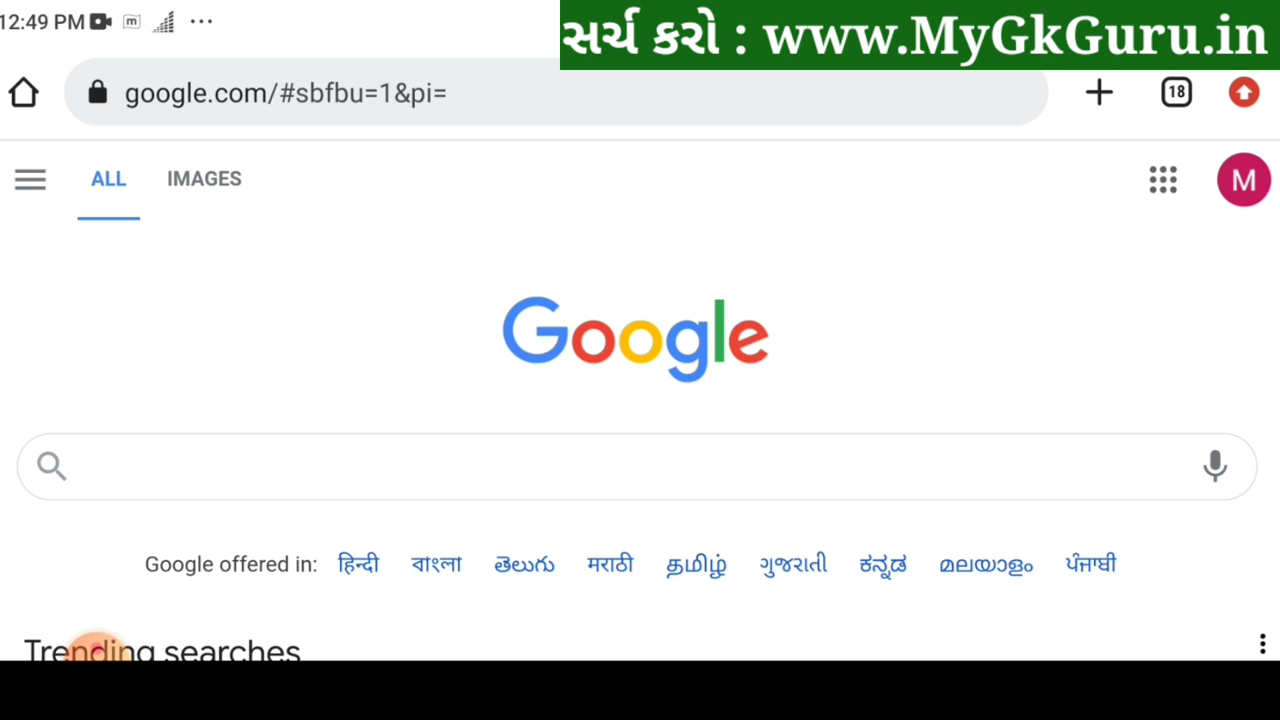 12:49 PM
સર્ચ કરો : www.MyGkGuru.in
google.com/#sbfbu=1&pi=
18
ALL IMAGES
M
Google
Google offered in: हिन्दी বাংলা తెలుగు मराठी தமிழ் ગુજરાતી ಕನ್ನಡ മലയാളം ਪੰਜਾਬੀ
Trending searches